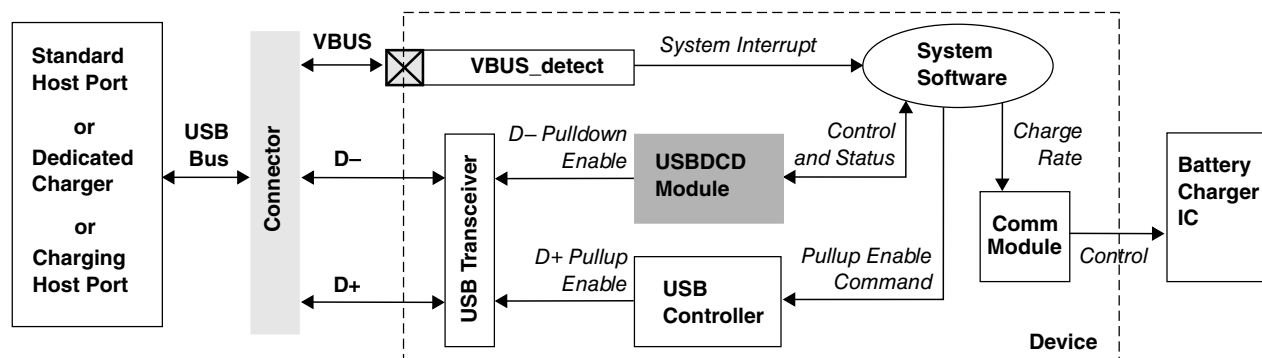 Standard
Host Port
or
Dedicated
Charger
or
Charging
Host Port
USB
Bus
Connector
VBUS
D–
D+
VBUS_detect
System Interrupt
System
Software
USB Transceiver
D– Pulldown
Enable
USBDCD
Module
Control
and Status
Charge
Rate
D+ Pullup
Enable
USB
Controller
Pullup Enable
Command
Comm
Module
Control
Battery
Charger
IC
Device